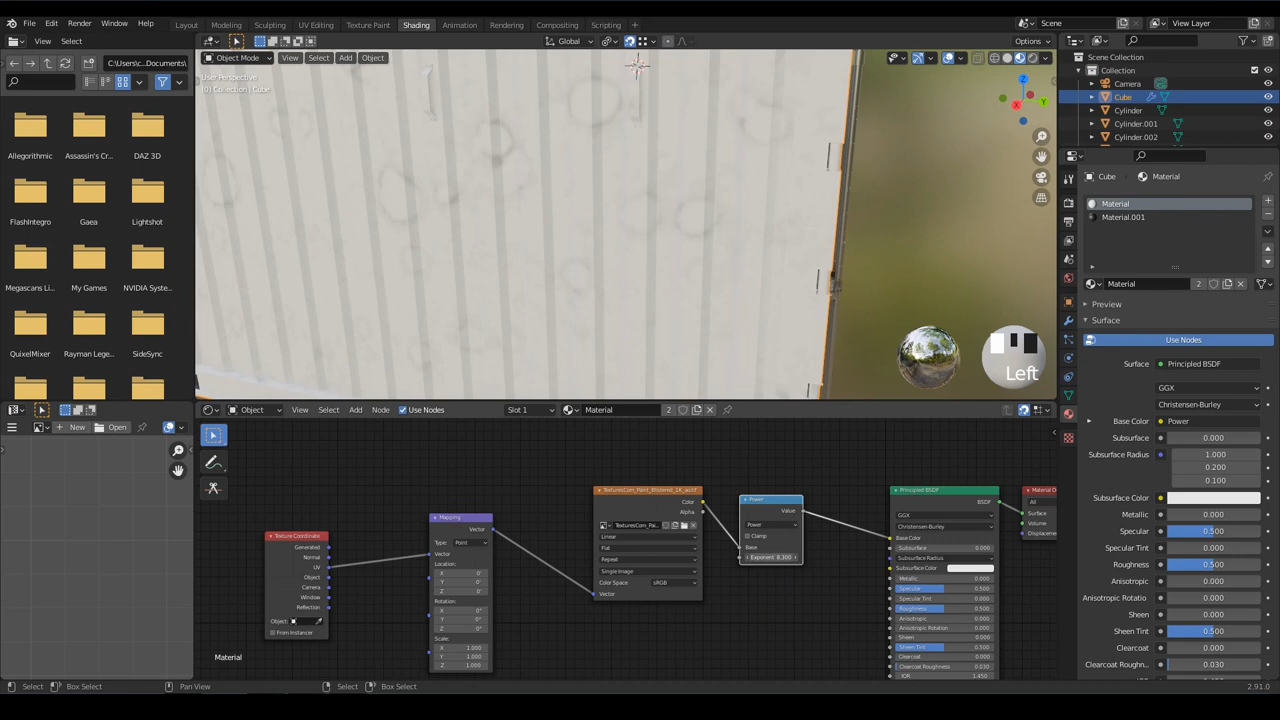 File Edit Render Window Help Layout Modeling Sculpting UV Editing Texture Paint Shading Animation Rendering Compositing Scripting Scene View Layer
View Select Object Mode View Select Add Object Global Options
C:\Users\c...Documents\
User Perspective
(0) Collection | Cube
Allegorithmic Assassin's Cr... DAZ 3D
FlashIntegro Gaea Lightshot
Megascans Li... My Games NVIDIA Syste...
QuixelMixer Rayman Lege... SideSync
X Y Z
Left
Scene Collection
Collection
Camera
Cube
Cylinder
Cylinder.001
Cylinder.002
Cube Material
Material
Material.001
Material 2
Preview
Surface
Use Nodes
Surface Principled BSDF
GGX
Christensen-Burley
Base Color Power
Subsurface 0.000
Subsurface Radius 1.000
0.200
0.100
Subsurface Color
Metallic 0.000
Specular 0.500
Specular Tint 0.000
Roughness 0.500
Anisotropic 0.000
Anisotropic Rotatio 0.000
Sheen 0.000
Sheen Tint 0.500
Clearcoat 0.000
Clearcoat Roughn... 0.030
New Open
Object View Select Add Node Use Nodes Slot 1 Material 2
Texture Coordinate
Generated
Normal
UV
Object
Camera
Window
Reflection
Object:
From Instancer
Mapping
Vector
Type: Point
Vector
Location:
X 0'
Y 0'
Z 0'
Rotation:
X 0°
Y 0°
Z 0°
Scale:
X 1.000
Y 1.000
Z 1.000
Color
Alpha
TexturesCom_Pai...
Linear
Flat
Repeat
Single Image
Color Space sRGB
Vector
Power
Value
Power
Clamp
Base
Exponent 8.300
Principled BSDF
BSDF
GGX
Christensen-Burley
Base Color
Subsurface 0.000
Subsurface Radius
Subsurface Color
Metallic 0.000
Specular 0.500
Specular Tint 0.000
Roughness 0.500
Anisotropic 0.000
Anisotropic Rotation 0.000
Sheen 0.000
Sheen Tint 0.500
Clearcoat 0.000
Clearcoat Roughness 0.030
IOR 1.450
Material O
All
Surface
Volume
Displacemen
Material
Select Box Select Pan View Select Box Select 2.91.0